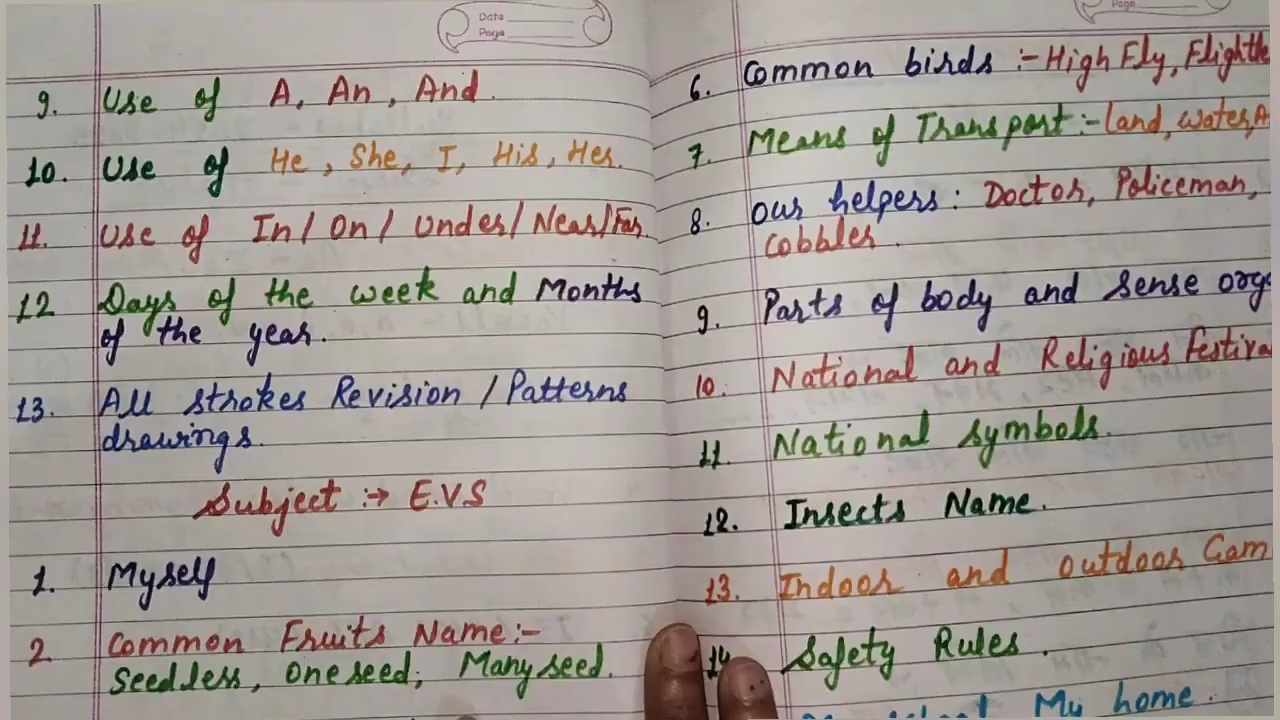 Date
Page
9. Use of A, An, And.
10. Use of He, She, I, His, Her.
11. Use of In/On/Under/Near/Far.
12 Days of the week and Months
of the year.
13. All strokes Revision / Patterns
drawings.
Subject :→ E.V.S
1. Myself
2 Common Fruits Name:-
Seedless, One seed, Many seed.
Page
6. Common birds :- High Fly, Flightle
7. Means of Transport:- land, water, A
8. Our helpers: Doctor, Policeman,
Cobbler.
9. Parts of body and sense orga
10. National and Religious Festiva
11. National symbols.
12. Insects Name.
13. Indoor and outdoor Gam
14 Safety Rules.
My home.